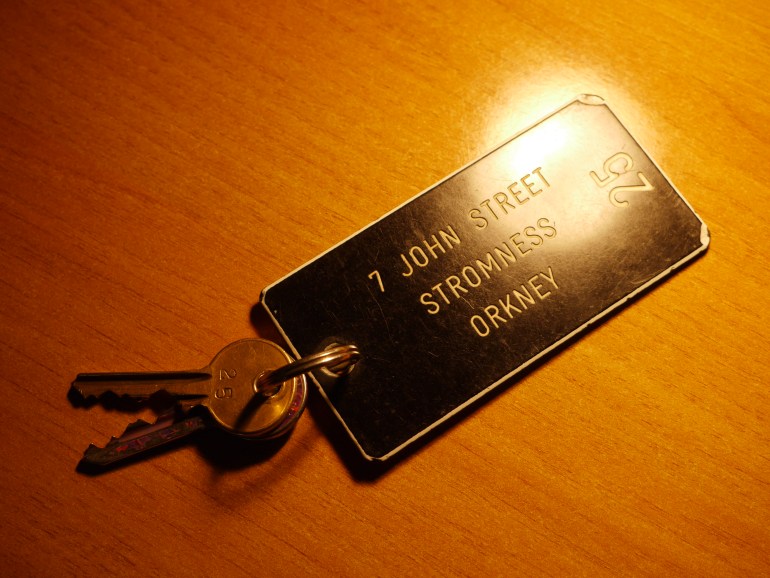 7 JOHN STREET
STROMNESS
ORKNEY
25
25